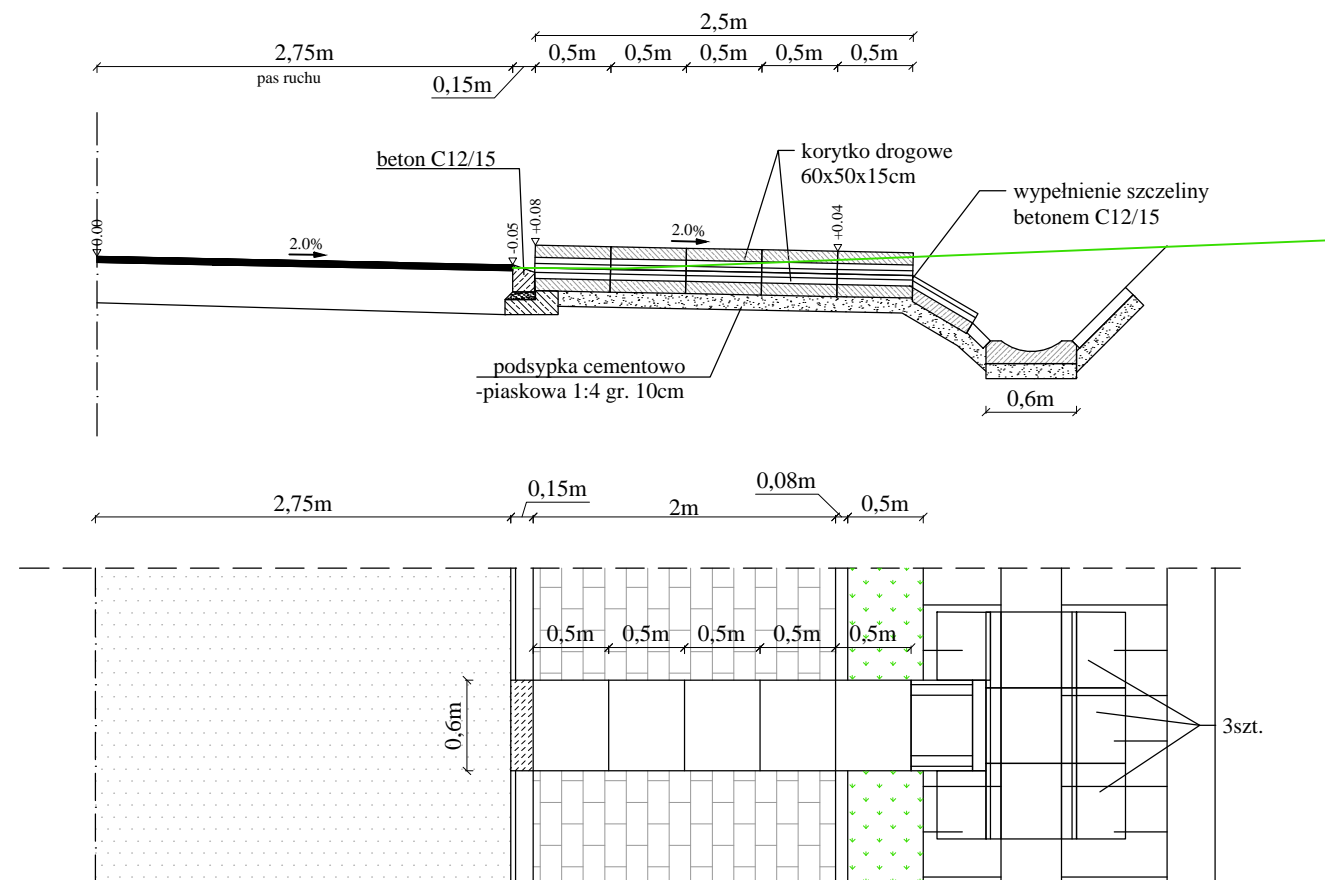 2,5m
2,75m
0,5m 0,5m 0,5m 0,5m 0,5m
pas ruchu
0,15m
beton C12/15
korytko drogowe
60x50x15cm
wypełnienie szczeliny
betonem C12/15
±0.00
2.0%
-0.05
+0.08
2.0%
+0.04
podsypka cementowo
-piaskowa 1:4 gr. 10cm
0,6m
2,75m
0,15m
2m
0,08m
0,5m
0,5m 0,5m 0,5m 0,5m 0,5m
0,6m
3szt.